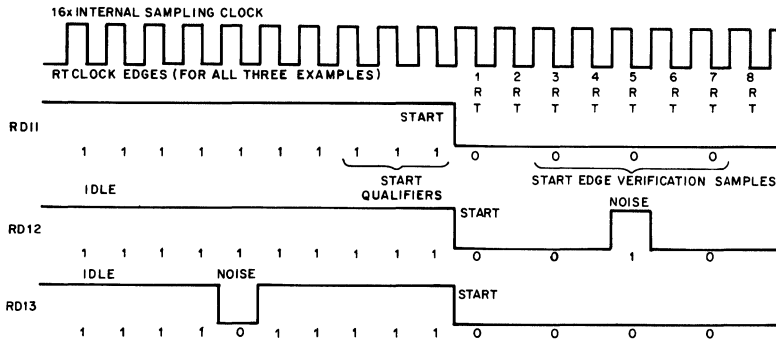 16x INTERNAL SAMPLING CLOCK
RT CLOCK EDGES (FOR ALL THREE EXAMPLES)
1 2 3 4 5 6 7 8
R R R R R R R R
T T T T T T T T
RDI1
START
1 1 1 1 1 1 1 1 1 1 0 0 0 0
START
QUALIFIERS
START EDGE VERIFICATION SAMPLES
IDLE
NOISE
RDI2
START
1 1 1 1 1 1 1 1 1 1 0 0 1 0
IDLE
NOISE
RDI3
START
1 1 1 1 0 1 1 1 1 1 0 0 0 0